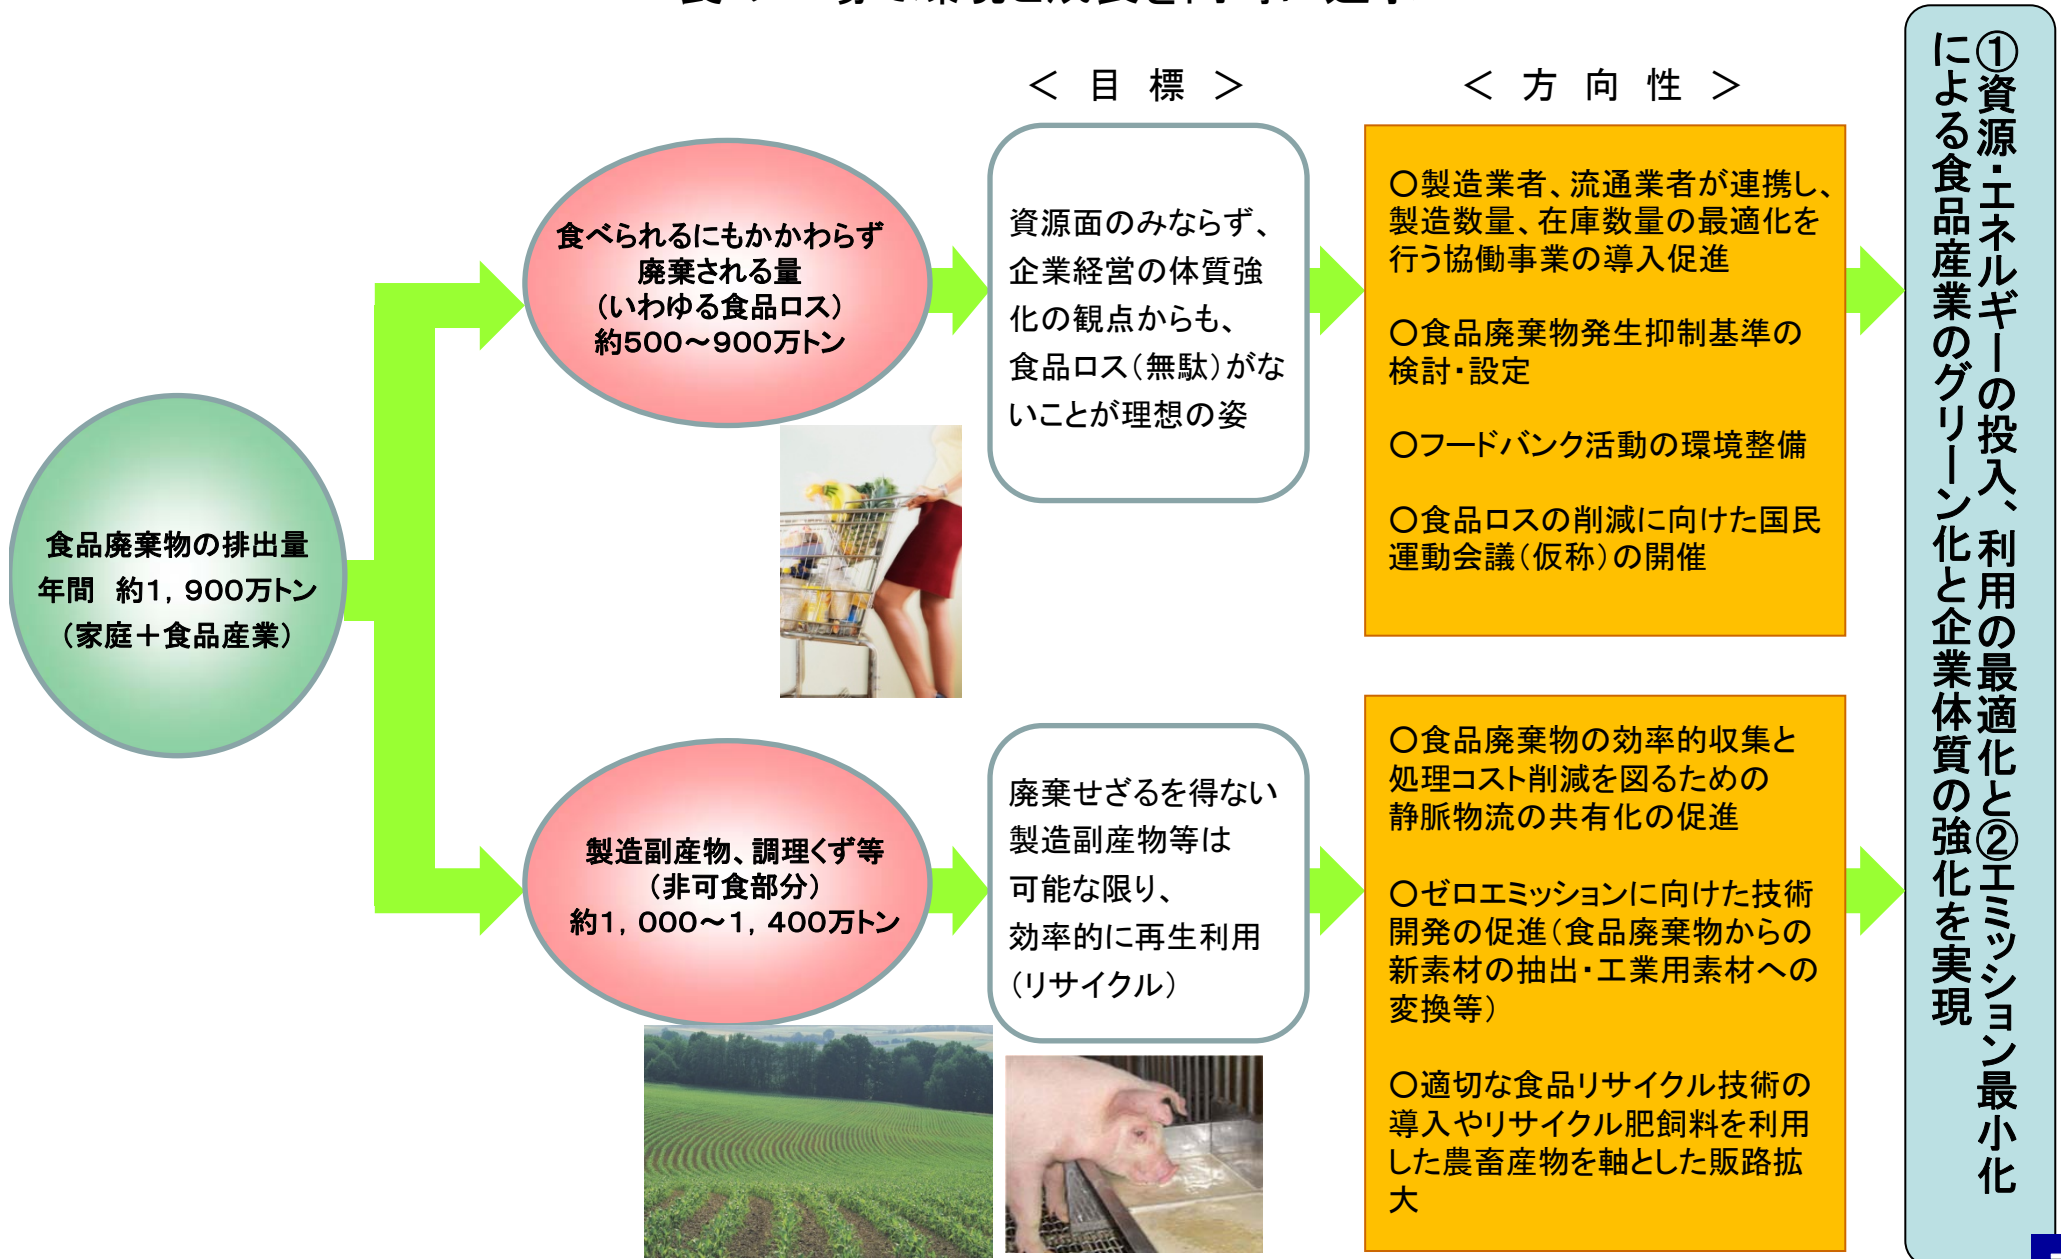 ＜ 目 標 ＞
＜ 方 向 性 ＞
食品廃棄物の排出量
年間　約1，900万トン
（家庭＋食品産業）
食べられるにもかかわらず
廃棄される量
（いわゆる食品ロス）
約500～900万トン
資源面のみならず、
企業経営の体質強
化の観点からも、
食品ロス（無駄）がな
いことが理想の姿
○製造業者、流通業者が連携し、
製造数量、在庫数量の最適化を
行う協働事業の導入促進
○食品廃棄物発生抑制基準の
検討・設定
○フードバンク活動の環境整備
○食品ロスの削減に向けた国民
運動会議（仮称）の開催
製造副産物、調理くず等
（非可食部分）
約1，000～1，400万トン
廃棄せざるを得ない
製造副産物等は
可能な限り、
効率的に再生利用
（リサイクル）
○食品廃棄物の効率的収集と
処理コスト削減を図るための
静脈物流の共有化の促進
○ゼロエミッションに向けた技術
開発の促進（食品廃棄物からの
新素材の抽出・工業用素材への
変換等）
○適切な食品リサイクル技術の
導入やリサイクル肥飼料を利用
した農畜産物を軸とした販路拡
大
①資源・エネルギーの投入、利用の最適化と②エミッション最小化
による食品産業のグリーン化と企業体質の強化を実現